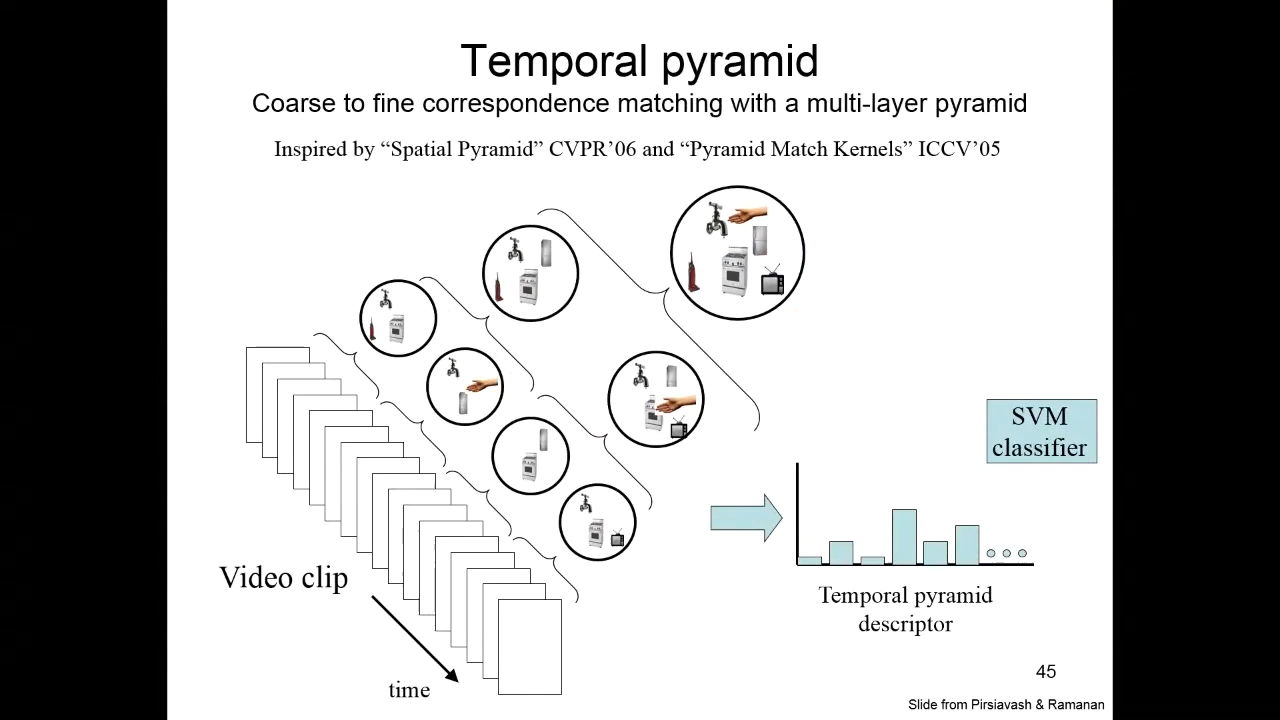 Temporal pyramid
Coarse to fine correspondence matching with a multi-layer pyramid
Inspired by “Spatial Pyramid” CVPR’06 and “Pyramid Match Kernels” ICCV’05
SVM
classifier
Video clip
time
Temporal pyramid
descriptor
45
Slide from Pirsiavash & Ramanan